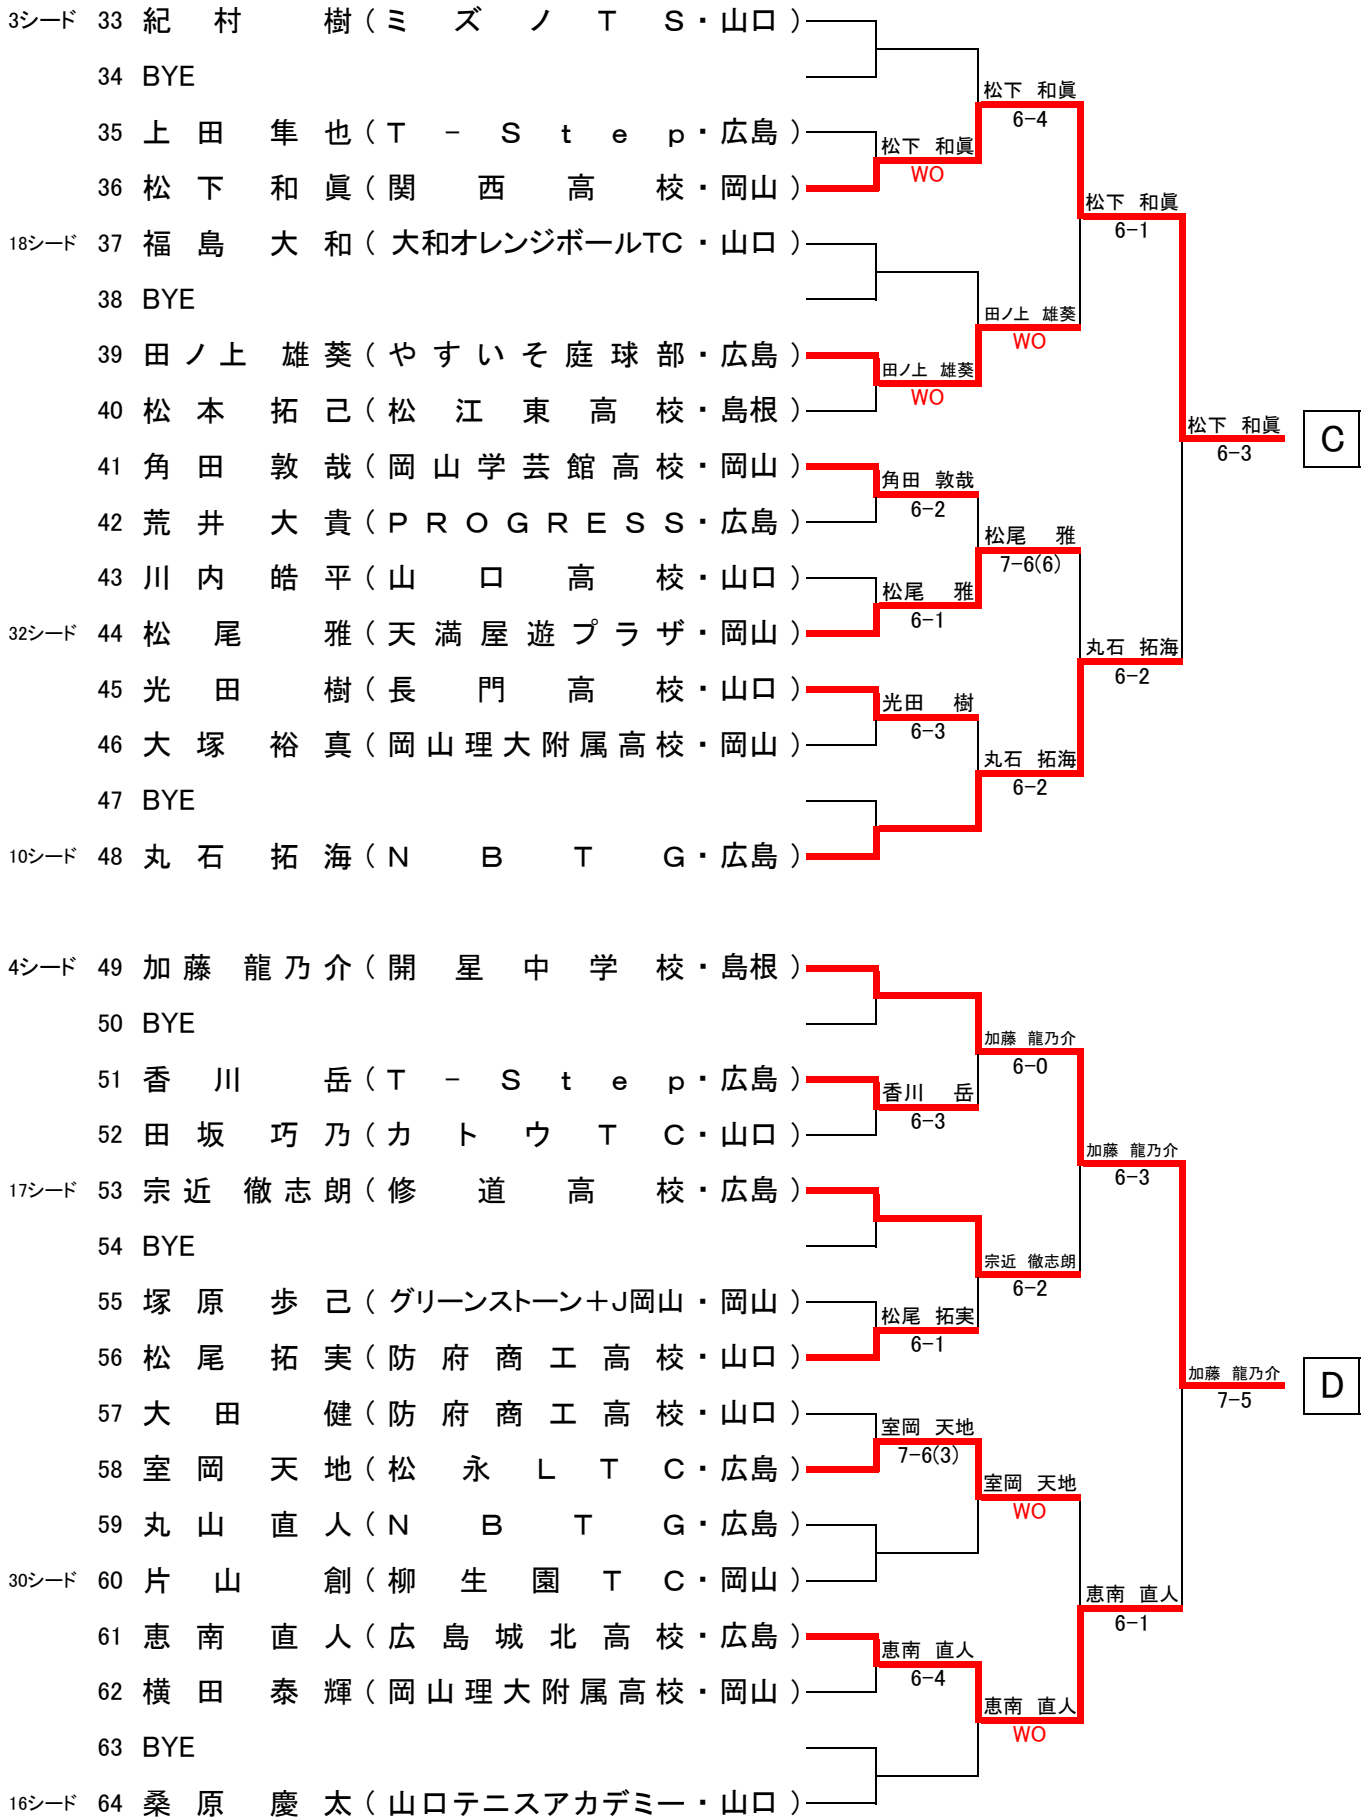 3シード 33 紀村 樹 ( ミズノTS・山口 )
34 BYE
松下 和眞
6-4
35 上田 隼也 ( T-Step・広島 )
松下 和眞
WO
36 松下 和眞 ( 関西高校・岡山 )
松下 和眞
6-1
18シード 37 福島 大和 ( 大和オレンジボールTC・山口 )
38 BYE
田ノ上 雄葵
WO
39 田ノ上 雄葵 ( やすいそ庭球部・広島 )
田ノ上 雄葵
WO
40 松本 拓己 ( 松江東高校・島根 )
松下 和眞
6-3
C
41 角田 敦哉 ( 岡山学芸館高校・岡山 )
角田 敦哉
6-2
42 荒井 大貴 ( PROGRESS・広島 )
松尾 雅
7-6(6)
43 川内 皓平 ( 山口高校・山口 )
松尾 雅
6-1
32シード 44 松尾 雅 ( 天満屋遊プラザ・岡山 )
丸石 拓海
6-2
45 光田 樹 ( 長門高校・山口 )
光田 樹
6-3
46 大塚 裕真 ( 岡山理大附属高校・岡山 )
丸石 拓海
6-2
47 BYE
10シード 48 丸石 拓海 ( NBTG・広島 )
4シード 49 加藤 龍乃介 ( 開星中学校・島根 )
50 BYE
加藤 龍乃介
6-0
51 香川 岳 ( T-Step・広島 )
香川 岳
6-3
52 田坂 巧乃 ( カトウTC・山口 )
加藤 龍乃介
6-3
17シード 53 宗近 徹志朗 ( 修道高校・広島 )
54 BYE
宗近 徹志朗
6-2
55 塚原 歩己 ( グリーンストーン+J岡山・岡山 )
松尾 拓実
6-1
56 松尾 拓実 ( 防府商工高校・山口 )
加藤 龍乃介
7-5
D
57 大田 健 ( 防府商工高校・山口 )
室岡 天地
7-6(3)
58 室岡 天地 ( 松永LTC・広島 )
室岡 天地
WO
59 丸山 直人 ( NBTG・広島 )
30シード 60 片山 創 ( 柳生園TC・岡山 )
恵南 直人
6-1
61 恵南 直人 ( 広島城北高校・広島 )
恵南 直人
6-4
62 横田 泰輝 ( 岡山理大附属高校・岡山 )
恵南 直人
WO
63 BYE
16シード 64 桑原 慶太 ( 山口テニスアカデミー・山口 )